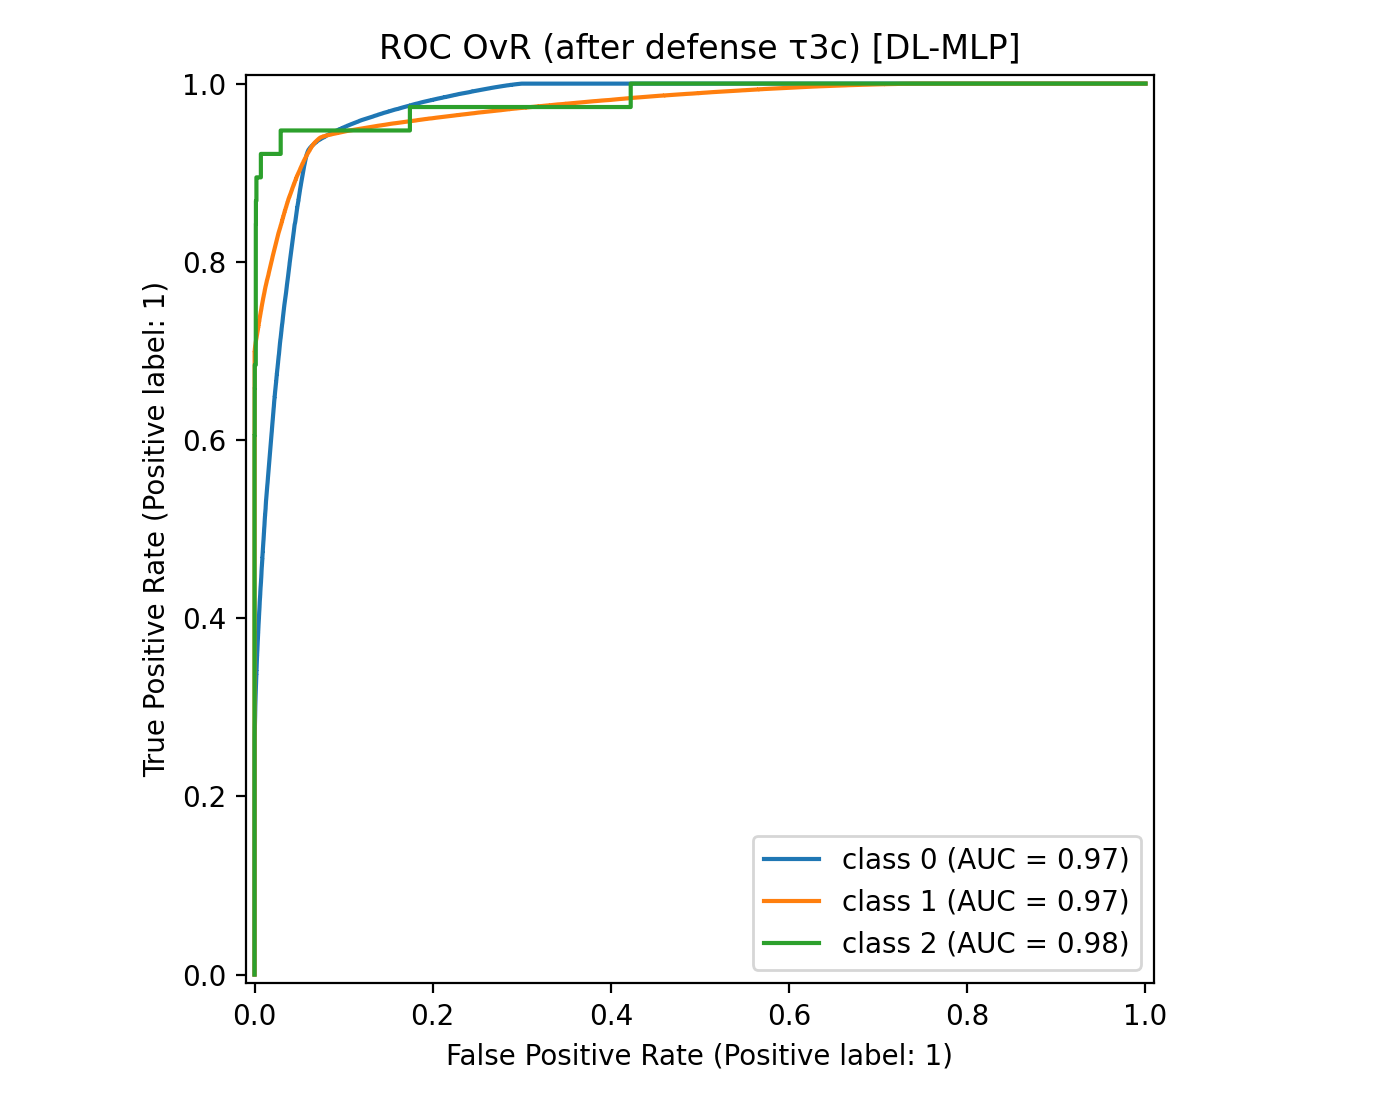 ROC OvR (after defense τ3c) [DL-MLP]
True Positive Rate (Positive label: 1)
1.0
0.8
0.6
0.4
0.2
0.0
class 0 (AUC = 0.97)
class 1 (AUC = 0.97)
class 2 (AUC = 0.98)
0.0 0.2 0.4 0.6 0.8 1.0
False Positive Rate (Positive label: 1)